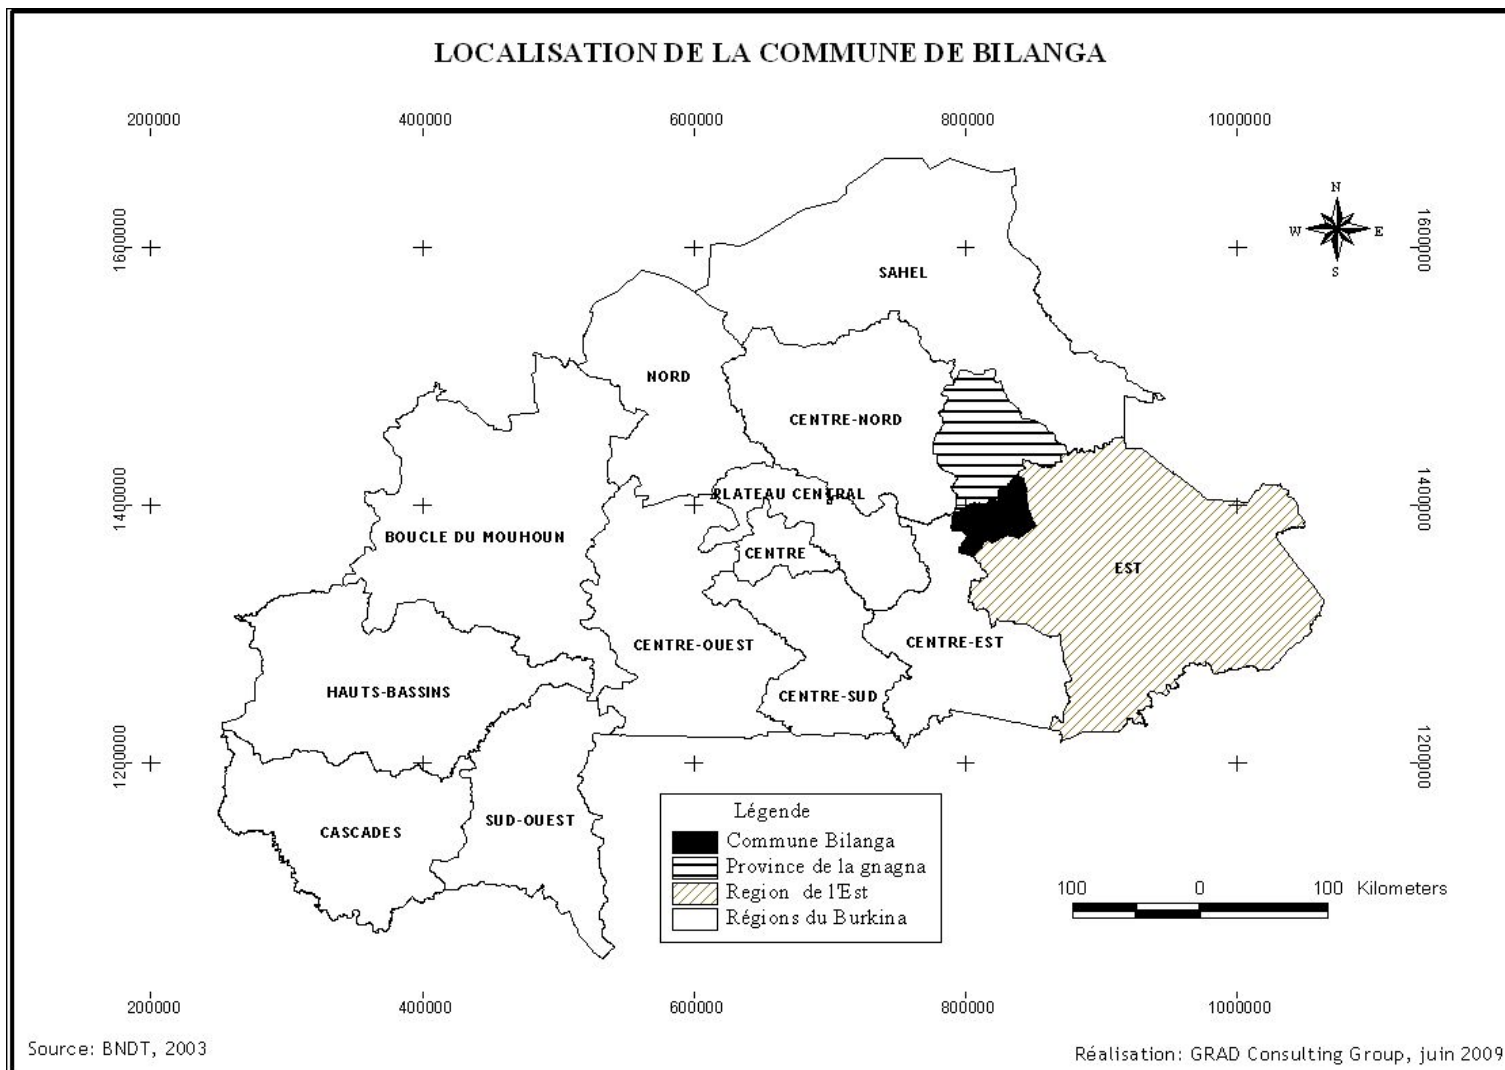 LOCALISATION DE LA COMMUNE DE BILANGA
200000 400000 600000 800000 1000000
N
W E
S
1600000 1600000
SAHEL
NORD
CENTRE-NORD
PLATEAU CENTRAL
1400000 1400000
BOUCLE DU MOUHOUN
CENTRE
EST
CENTRE-OUEST
CENTRE-EST
HAUTS-BASSINS
CENTRE-SUD
1200000 1200000
CASCADES
SUD-OUEST
Légende
Commune Bilanga
Province de la gnagna
Region de l'Est
Régions du Burkina
100 0 100 Kilometers
200000 400000 600000 800000 1000000
Source: BNDT, 2003
Réalisation: GRAD Consulting Group, juin 2009